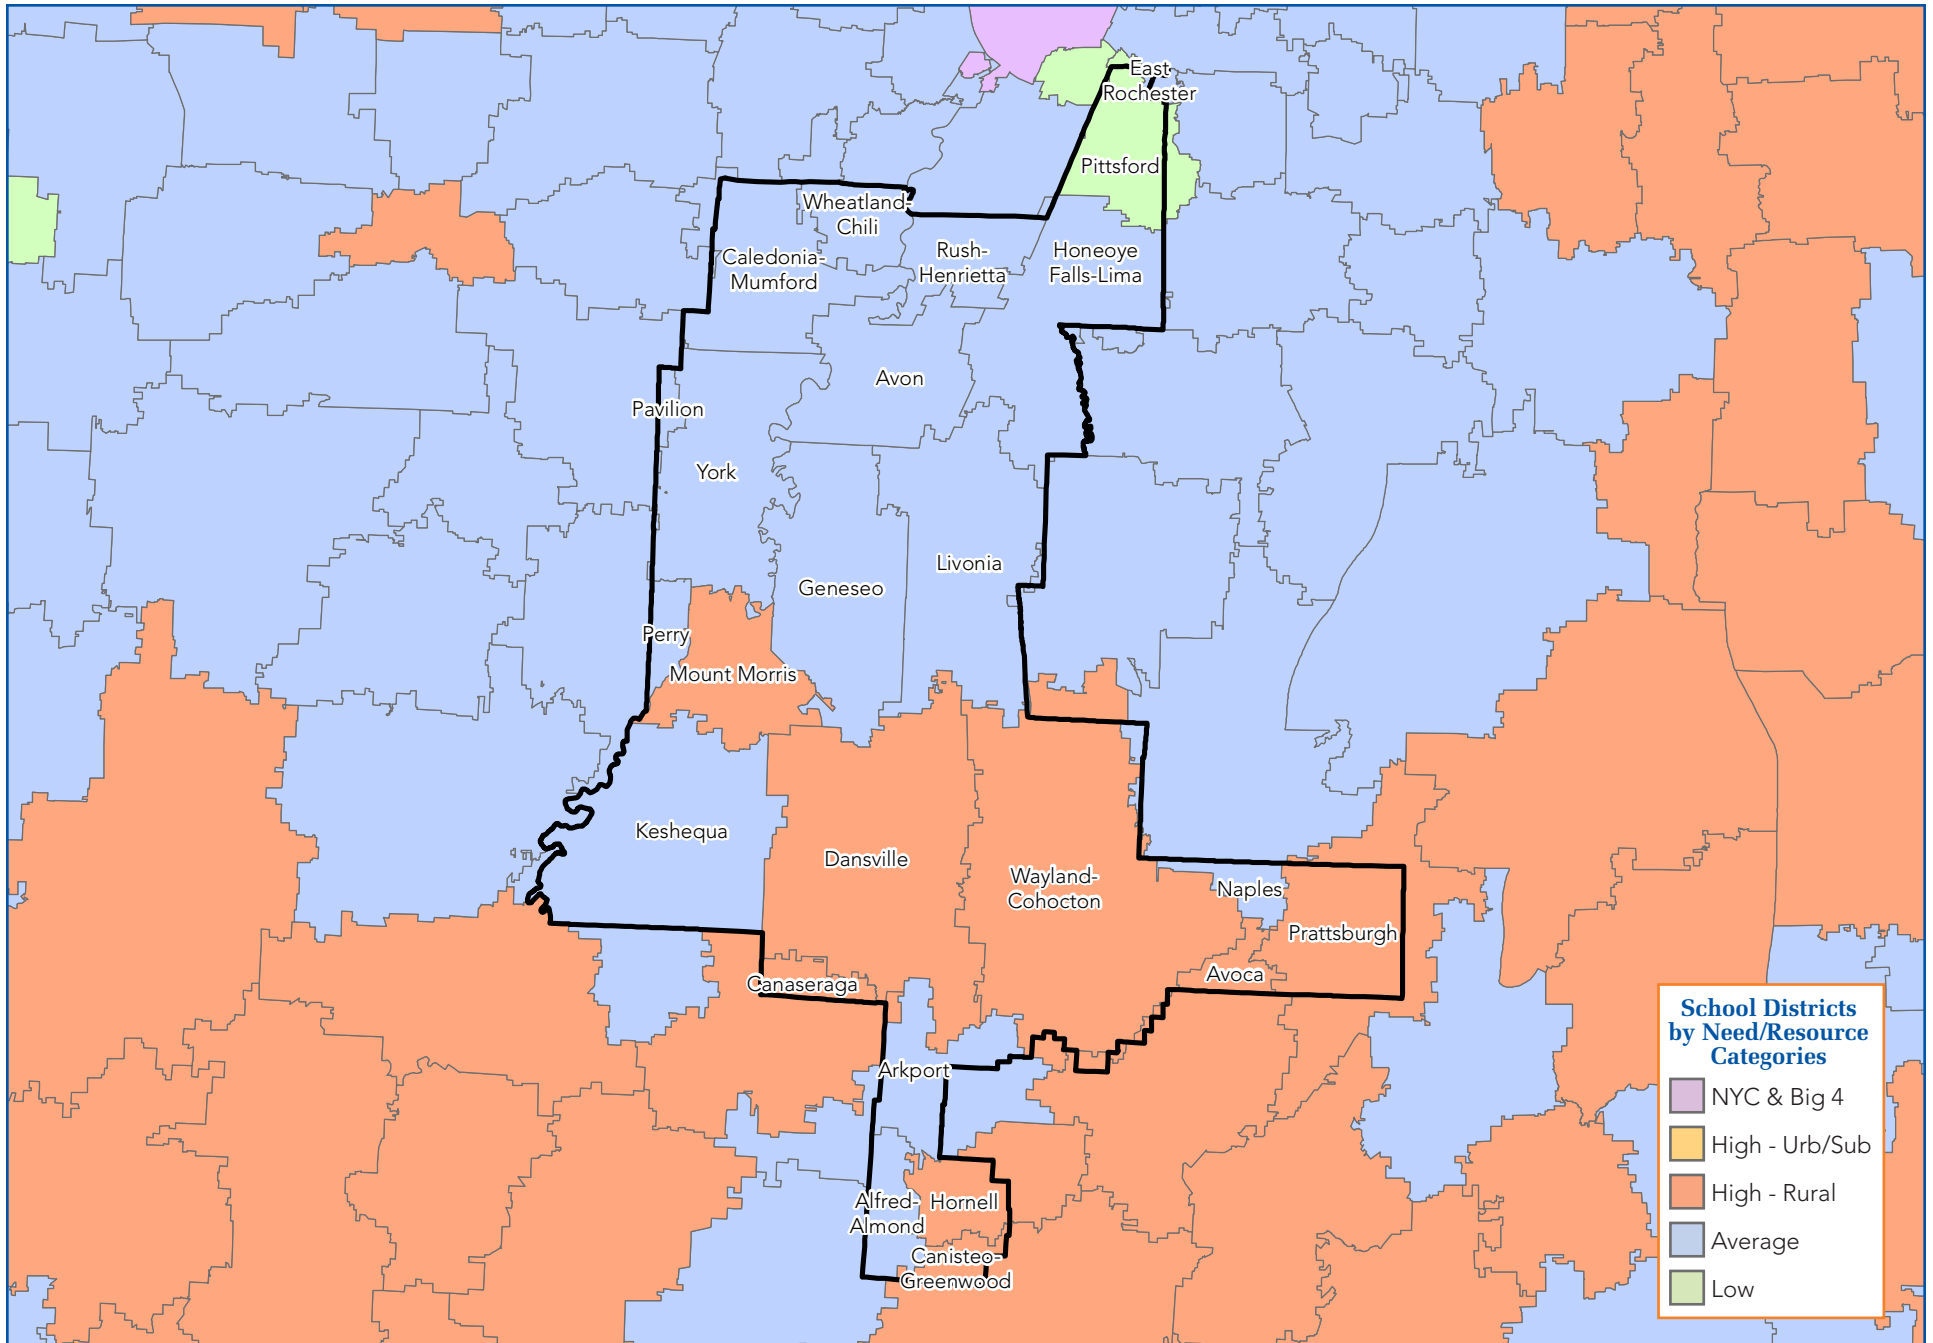 East
Rochester
Pittsford
Wheatland-
Chili
Rush-
Henrietta
Honeoye
Falls-Lima
Caledonia-
Mumford
Avon
Pavilion
York
Livonia
Geneseo
Perry
Mount Morris
Keshequa
Dansville
Wayland-
Cohocton
Naples
Prattsburgh
Avoca
Canaseraga
Arkport
Alfred-
Almond
Hornell
Canisteo-
Greenwood
School Districts
by Need/Resource
Categories
NYC & Big 4
High - Urb/Sub
High - Rural
Average
Low